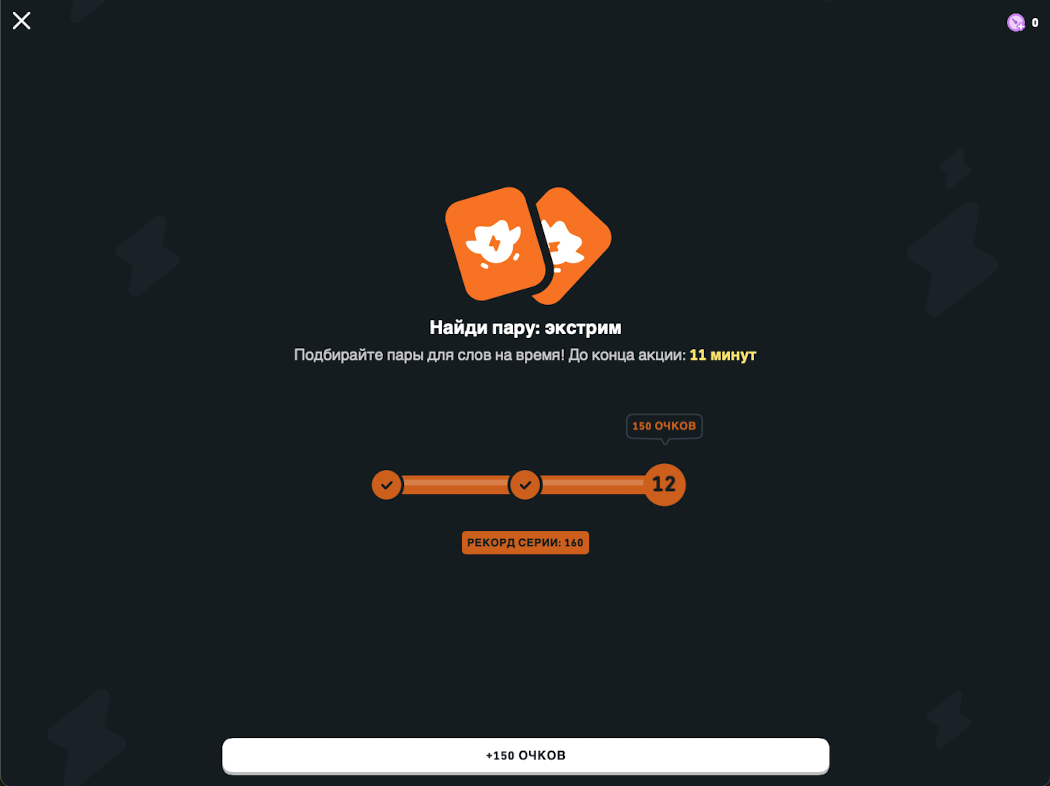 0
Найди пару: экстрим
Подбирайте пары для слов на время! До конца акции: 11 минут
150 ОЧКОВ
12
РЕКОРД СЕРИИ: 160
+150 ОЧКОВ